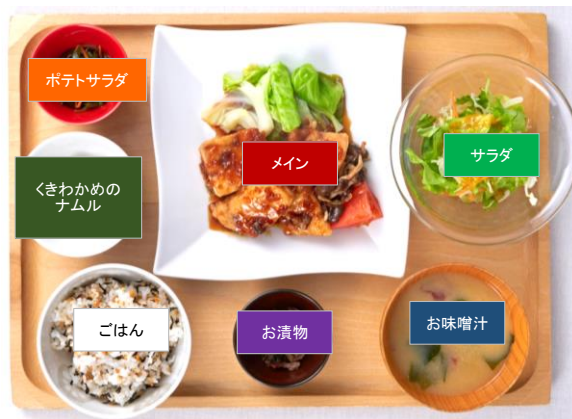 ポテトサラダ
メイン
サラダ
くきわかめの
ナムル
ごはん
お漬物
お味噌汁